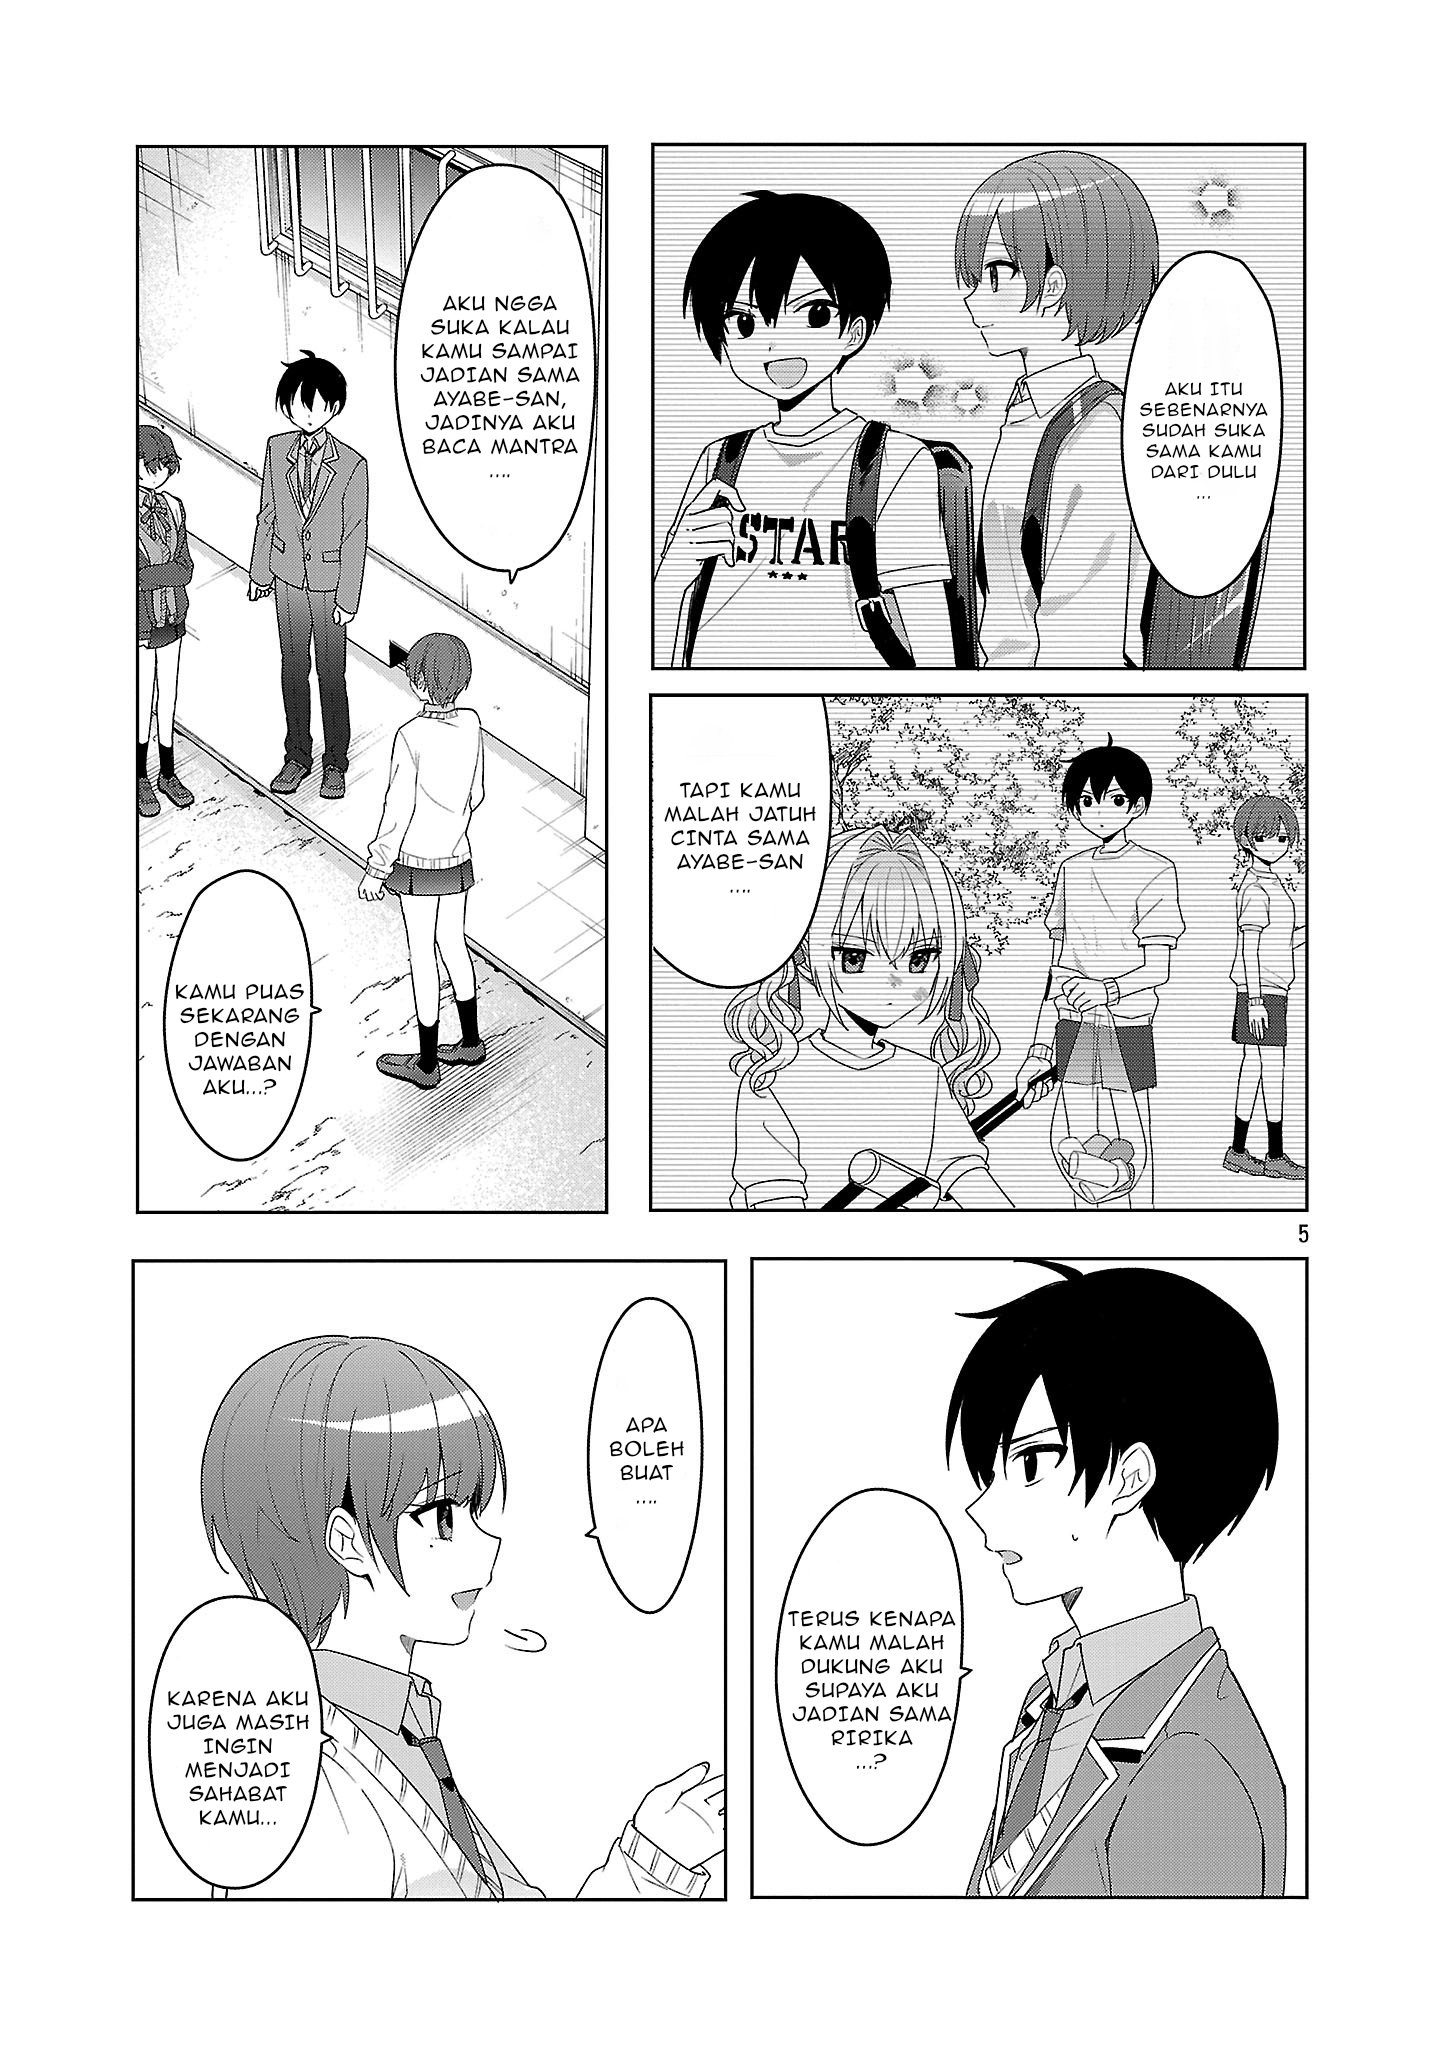 AKU ITU
SEBENARNYA
SUDAH SUKA
SAMA KAMU
DARI DULU
...
STAR
TAPI KAMU
MALAH JATUH
CINTA SAMA
AYABE-SAN
....
AKU NGGA
SUKA KALAU
KAMU SAMPAI
JADIAN SAMA
AYABE-SAN,
JADINYA AKU
BACA MANTRA
....
KAMU PUAS
SEKARANG
DENGAN
JAWABAN
AKU...?
5
TERUS KENAPA
KAMU MALAH
DUKUNG AKU
SUPAYA AKU
JADIAN SAMA
RIRIKA
...?
APA
BOLEH
BUAT
....
KARENA AKU
JUGA MASIH
INGIN
MENJADI
SAHABAT
KAMU...